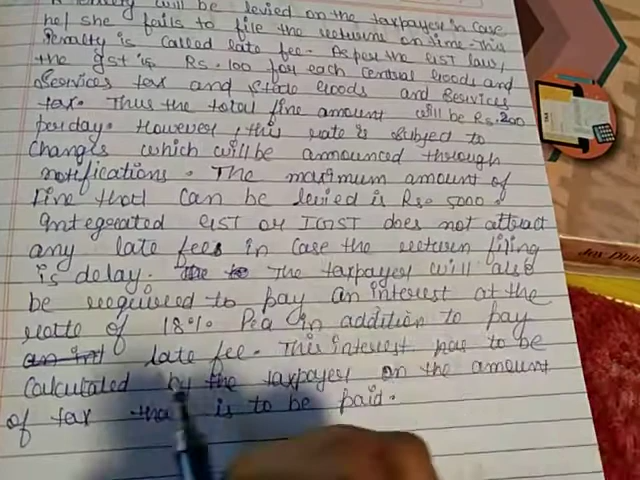 A Penalty will be levied on the taxpayer in case
he/she fails to file the return on time. This
Penalty is called late fee. As per the GST law,
the gst is Rs. 100 for each central Goods and
Services tax and State Goods and Services
tax. Thus the total fine amount will be Rs. 200
perday. However, this rate is subject to
changes which will be announced through
notifications. The maximum amount of
Fine that can be levied is Rs. 5000.
Integerated GST or IGST does not attract
any late fees in case the return filing
is delay. The taxpayer will also
be required to pay an interest at the
ratte of 18% P.a in addition to pay
late fee. This interest has to be
calculated by the taxpayer on the amount
of tax tha is to be paid.